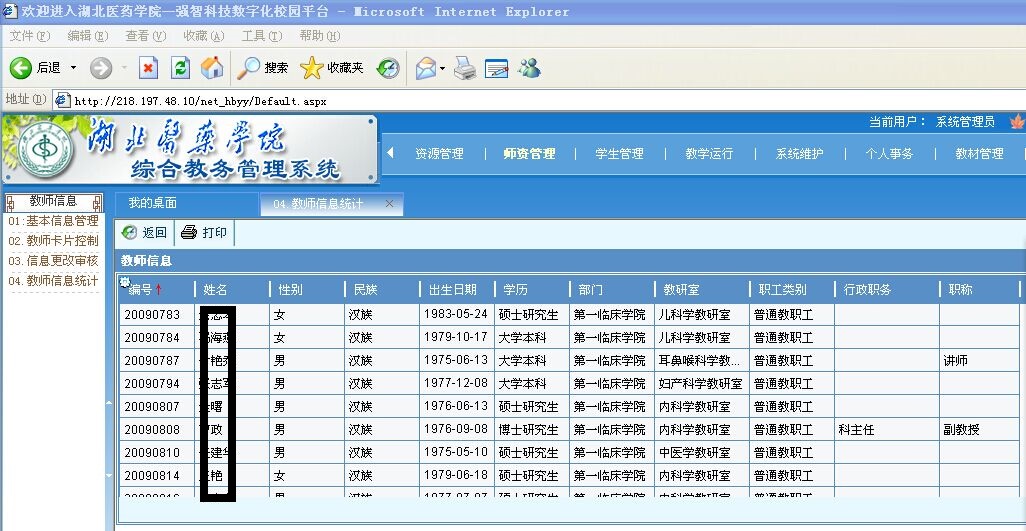 欢迎进入湖北医药学院—强智科技数字化校园平台 - Microsoft Internet Explorer
文件(F) 编辑(E) 查看(V) 收藏(A) 工具(T) 帮助(H)
后退 搜索 收藏夹
地址(D) http://218.197.48.10/net_hbyy/Default.aspx
当前用户： 系统管理员
湖北医药学院
综合教务管理系统
资源管理 | 师资管理 | 学生管理 | 教学运行 | 系统维护 | 个人事务 | 教材管理
教师信息
01:基本信息管理
02.教师卡片控制
03.信息更改审核
04.教师信息统计
我的桌面 04.教师信息统计
返回 打印
教师信息
编号↑ 姓名 性别 民族 出生日期 学历 部门 教研室 职工类别 行政职务 职称
20090783 女 汉族 1983-05-24 硕士研究生 第一临床学院 儿科学教研室 普通教职工
20090784 海 女 汉族 1979-10-17 大学本科 第一临床学院 儿科学教研室 普通教职工
20090787 艳 男 汉族 1975-06-13 大学本科 第一临床学院 耳鼻喉科学教... 普通教职工 讲师
20090794 志军 男 汉族 1977-12-08 大学本科 第一临床学院 妇产科学教研室 普通教职工
20090807 曙 男 汉族 1976-06-13 硕士研究生 第一临床学院 内科学教研室 普通教职工
20090808 政 男 汉族 1976-09-08 博士研究生 第一临床学院 内科学教研室 普通教职工 科主任 副教授
20090810 建 男 汉族 1975-05-10 硕士研究生 第一临床学院 中医学教研室 普通教职工
20090814 艳 女 汉族 1979-06-18 硕士研究生 第一临床学院 内科学教研室 普通教职工